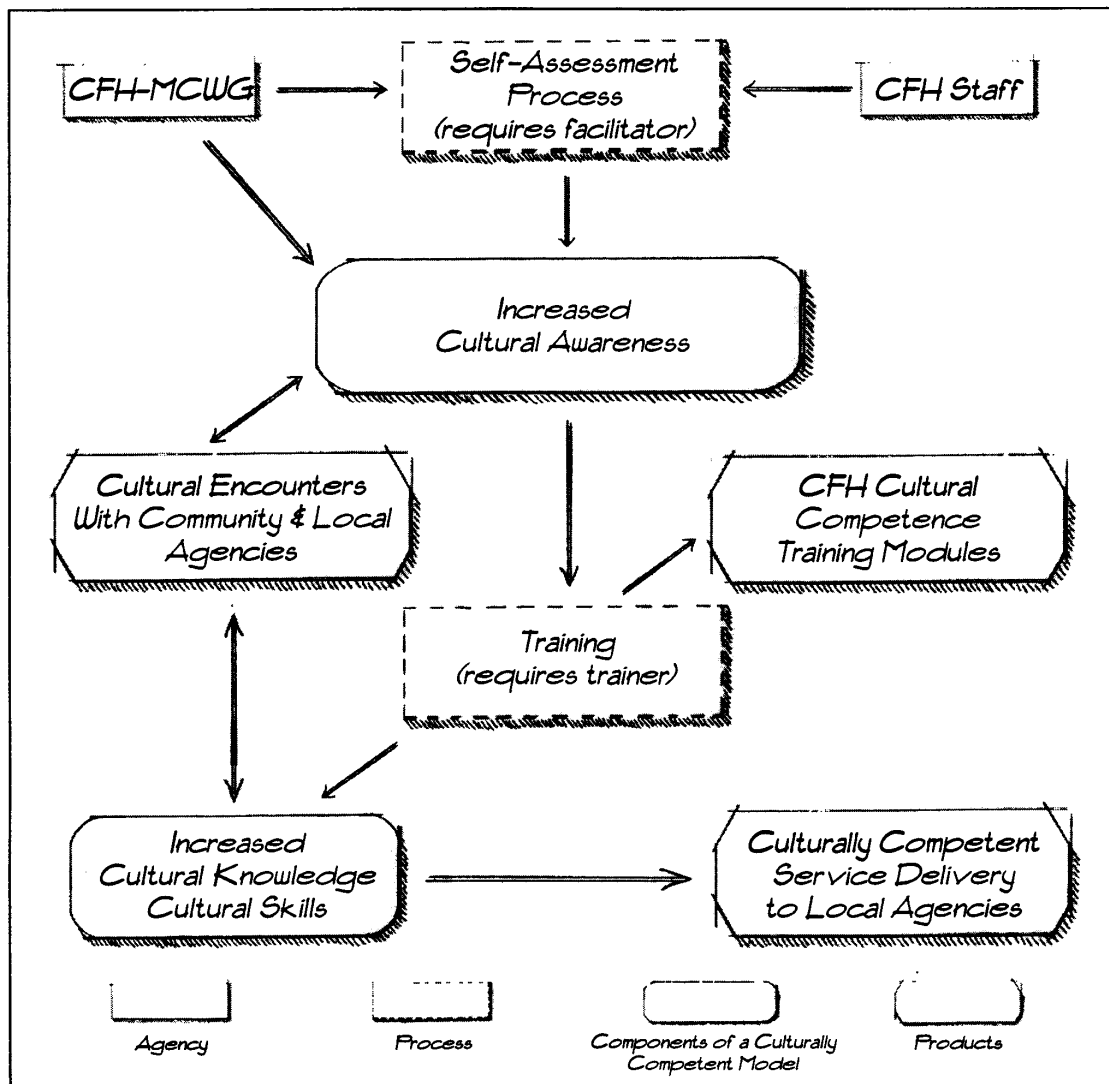 CFH-MCWG
Self-Assessment
Process
(requires facilitator)
CFH Staff
Increased
Cultural Awareness
Cultural Encounters
With Community & Local
Agencies
CFH Cultural
Competence
Training Modules
Training
(requires trainer)
Increased
Cultural Knowledge
Cultural Skills
Culturally Competent
Service Delivery
to Local Agencies
Agency
Process
Components of a Culturally
Competent Model
Products